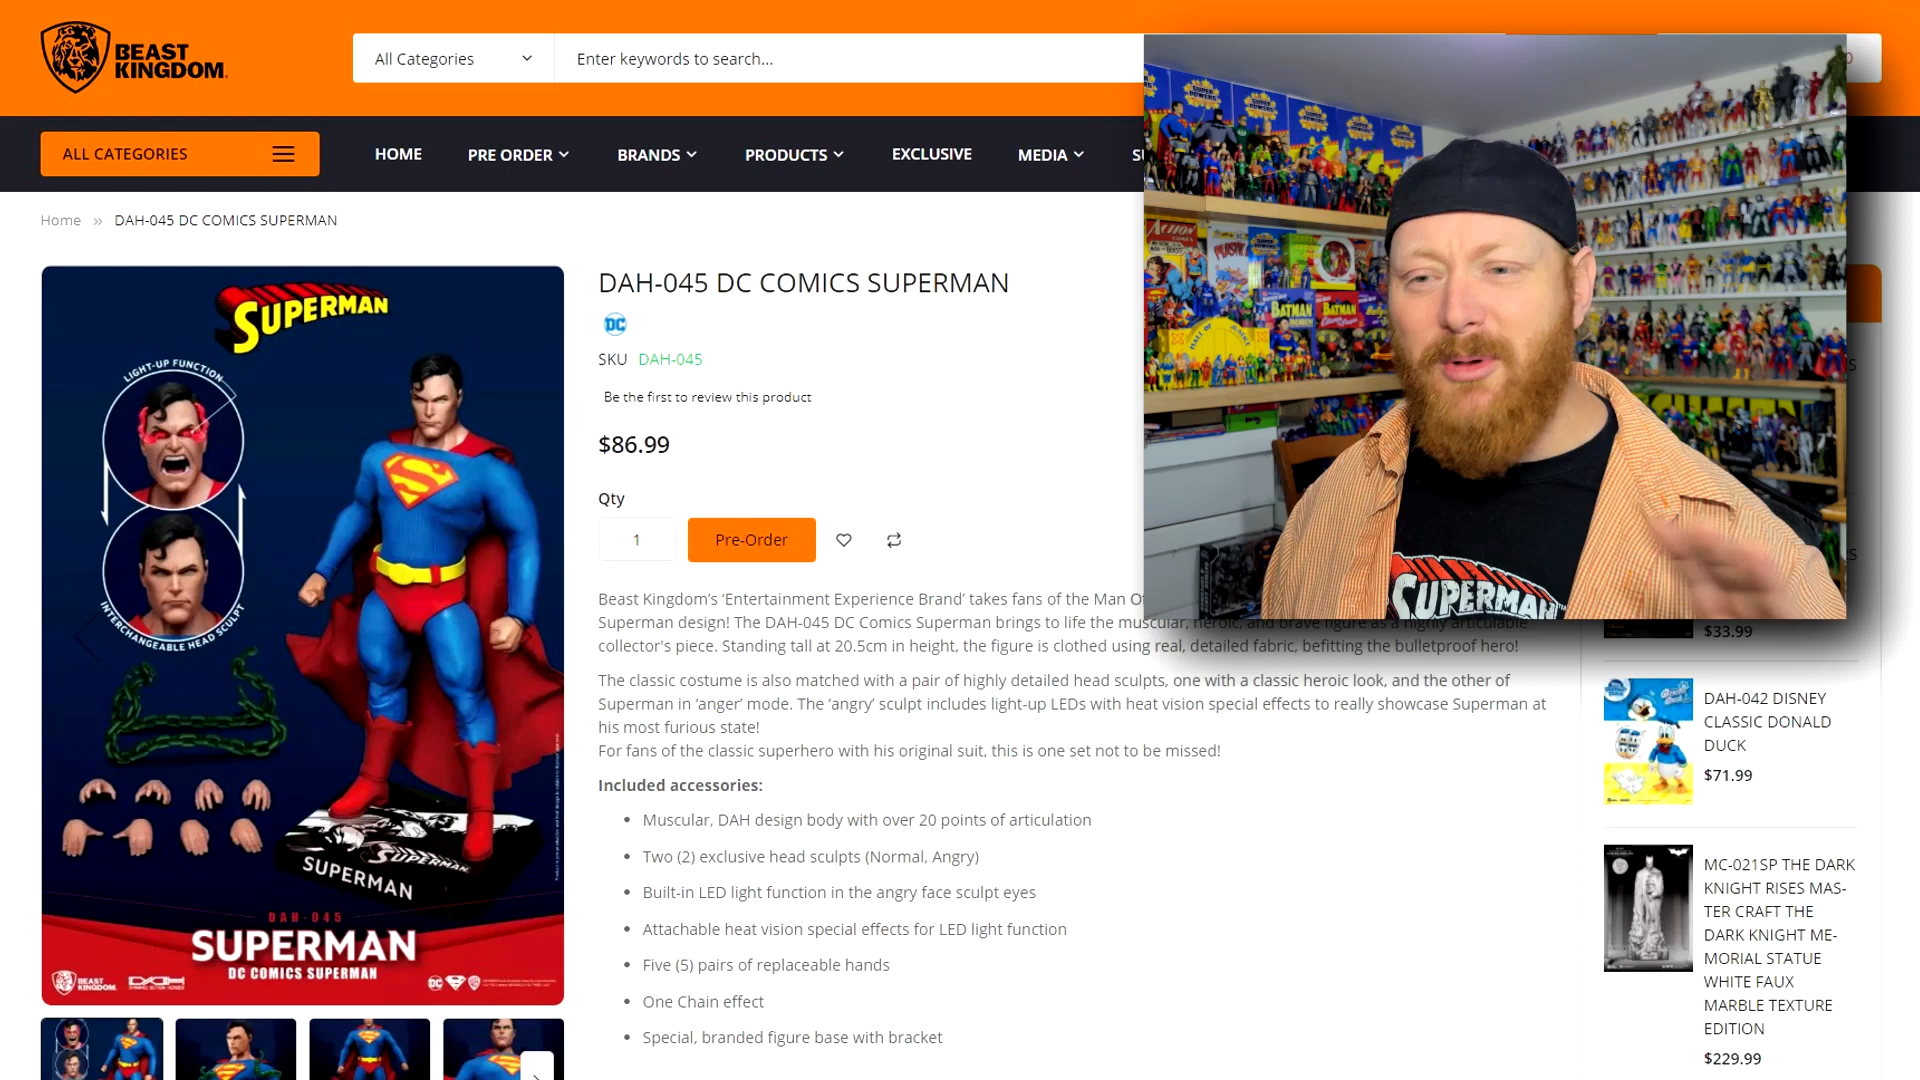 BEAST
KINGDOM
All Categories
Enter keywords to search...
ALL CATEGORIES
HOME
PRE ORDER
BRANDS
PRODUCTS
EXCLUSIVE
MEDIA
Home » DAH-045 DC COMICS SUPERMAN
DAH-045 DC COMICS SUPERMAN
DC
SKU DAH-045
Be the first to review this product
$86.99
Qty
1
Pre-Order
Beast Kingdom's 'Entertainment Experience Brand' takes fans of the Man O
Superman design! The DAH-045 DC Comics Superman brings to life the muscular, heroic, and brave figure as a highly articulable
collector's piece. Standing tall at 20.5cm in height, the figure is clothed using real, detailed fabric, befitting the bulletproof hero!
The classic costume is also matched with a pair of highly detailed head sculpts, one with a classic heroic look, and the other of
Superman in 'anger' mode. The 'angry' sculpt includes light-up LEDs with heat vision special effects to really showcase Superman at
his most furious state!
For fans of the classic superhero with his original suit, this is one set not to be missed!
Included accessories:
• Muscular, DAH design body with over 20 points of articulation
• Two (2) exclusive head sculpts (Normal, Angry)
• Built-in LED light function in the angry face sculpt eyes
• Attachable heat vision special effects for LED light function
• Five (5) pairs of replaceable hands
• One Chain effect
• Special, branded figure base with bracket
SUPERMAN
LIGHT-UP FUNCTION
INTERCHANGEABLE HEAD SCULPT
SUPERMAN
SUPERMAN
DAH-045
SUPERMAN
DC COMICS SUPERMAN
BEAST
KINGDOM
DC
ACTION
BATMAN
BATMAN
SUPER
POWERS
SUPERMAN
$33.99
DAH-042 DISNEY
CLASSIC DONALD
DUCK
$71.99
MC-021SP THE DARK
KNIGHT RISES MAS-
TER CRAFT THE
DARK KNIGHT ME-
MORIAL STATUE
WHITE FAUX
MARBLE TEXTURE
EDITION
$229.99